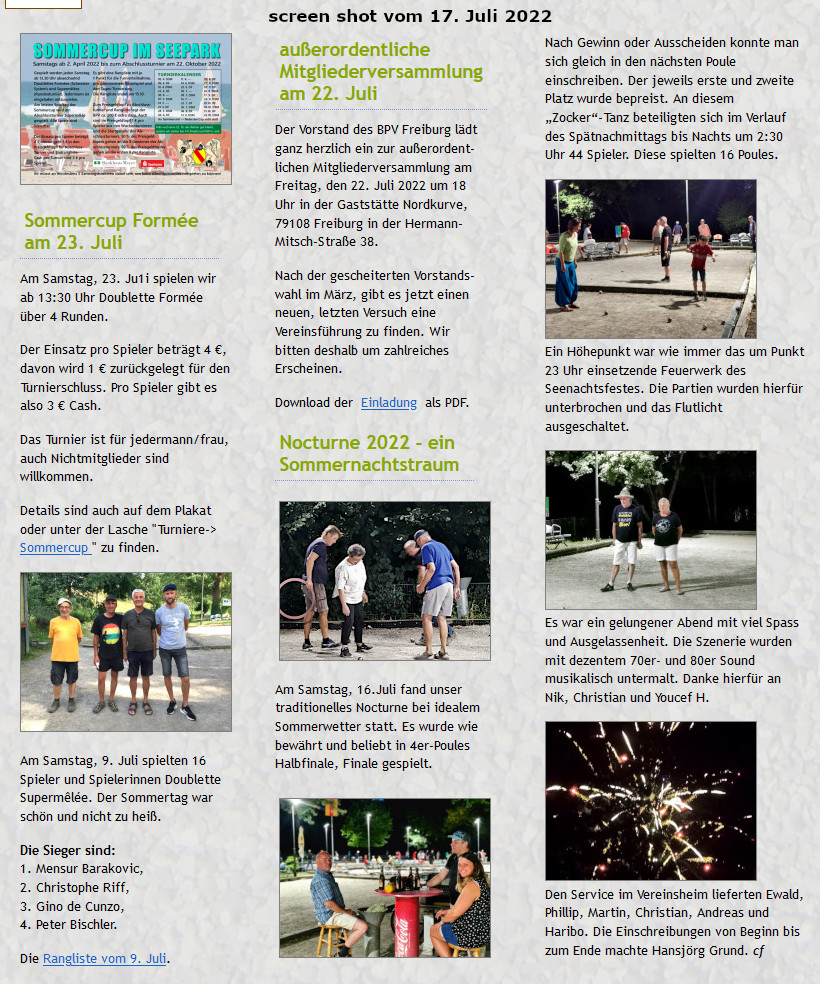 screen shot vom 17. Juli 2022
SOMMERCUP IM SEEPARK
Samstags ab 2. April 2022 bis zum Abschlussturnier am 22. Oktober 2022
TURNIERKALENDER
Sommercup Formée
am 23. Juli
Am Samstag, 23. Ju1i spielen wir
ab 13:30 Uhr Doublette Formée
über 4 Runden.
Der Einsatz pro Spieler beträgt 4 €,
davon wird 1 € zurückgelegt für den
Turnierschluss. Pro Spieler gibt es
also 3 € Cash.
Das Turnier ist für jedermann/frau,
auch Nichtmitglieder sind
willkommen.
Details sind auch auf dem Plakat
oder unter der Lasche "Turniere->
Sommercup " zu finden.
Am Samstag, 9. Juli spielten 16
Spieler und Spielerinnen Doublette
Supermêlée. Der Sommertag war
schön und nicht zu heiß.
Die Sieger sind:
1. Mensur Barakovic,
2. Christophe Riff,
3. Gino de Cunzo,
4. Peter Bischler.
Die Rangliste vom 9. Juli.
außerordentliche
Mitgliederversammlung
am 22. Juli
Der Vorstand des BPV Freiburg lädt
ganz herzlich ein zur außerordent-
lichen Mitgliederversammlung am
Freitag, den 22. Juli 2022 um 18
Uhr in der Gaststätte Nordkurve,
79108 Freiburg in der Hermann-
Mitsch-Straße 38.
Nach der gescheiterten Vorstands-
wahl im März, gibt es jetzt einen
neuen, letzten Versuch eine
Vereinsführung zu finden. Wir
bitten deshalb um zahlreiches
Erscheinen.
Download der Einladung als PDF.
Nocturne 2022 - ein
Sommernachtstraum
Am Samstag, 16.Juli fand unser
traditionelles Nocturne bei idealem
Sommerwetter statt. Es wurde wie
bewährt und beliebt in 4er-Poules
Halbfinale, Finale gespielt.
Coca-Cola
Nach Gewinn oder Ausscheiden konnte man
sich gleich in den nächsten Poule
einschreiben. Der jeweils erste und zweite
Platz wurde bepreist. An diesem
„Zocker“-Tanz beteiligten sich im Verlauf
des Spätnachmittags bis Nachts um 2:30
Uhr 44 Spieler. Diese spielten 16 Poules.
Ein Höhepunkt war wie immer das um Punkt
23 Uhr einsetzende Feuerwerk des
Seenachtsfestes. Die Partien wurden hierfür
unterbrochen und das Flutlicht
ausgeschaltet.
Es war ein gelungener Abend mit viel Spass
und Ausgelassenheit. Die Szenerie wurden
mit dezentem 70er- und 80er Sound
musikalisch untermalt. Danke hierfür an
Nik, Christian und Youcef H.
Den Service im Vereinsheim lieferten Ewald,
Phillip, Martin, Christian, Andreas und
Haribo. Die Einschreibungen von Beginn bis
zum Ende machte Hansjörg Grund. cf